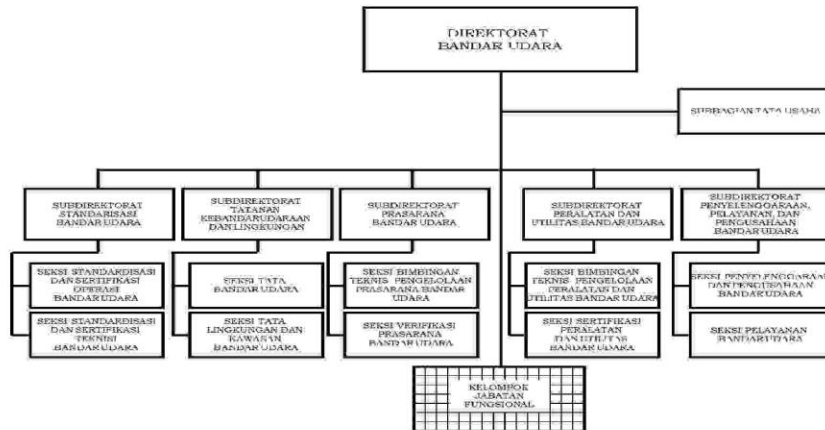 DIREKTORAT
BANDAR UDARA
SUBBAGIAN TATA USAHA
SUBDIREKTORAT
STANDARISASI
BANDAR UDARA
SUBDIREKTORAT
TATANAN
KEBANDARUDARAAN
DAN LINGKUNGAN
SUBDIREKTORAT
PRASARANA
BANDAR UDARA
SUBDIREKTORAT
PERALATAN DAN
UTILITAS BANDAR UDARA
SUBDIREKTORAT
PENYELENGGARAAN,
PELAYANAN, DAN
PENGUSAHAAN
BANDAR UDARA
SEKSI STANDARDISASI
DAN SERTIFIKASI
OPERASI
BANDAR UDARA
SEKSI TATA
BANDAR UDARA
SEKSI BIMBINGAN
TEKNIS PENGELOLAAN
PRASARANA BANDAR
UDARA
SEKSI BIMBINGAN
TEKNIS PENGELOLAAN
PERALATAN DAN
UTILITAS BANDAR UDARA
SEKSI PENYELENGGARAAN
DAN PENGUSAHAAN
BANDAR UDARA
SEKSI STANDARDISASI
DAN SERTIFIKASI
TEKNISI
BANDAR UDARA
SEKSI TATA
LINGKUNGAN DAN
KAWASAN
BANDAR UDARA
SEKSI VERIFIKASI
PRASARANA
BANDAR UDARA
SEKSI SERTIFIKASI
PERALATAN
DAN UTILITAS
BANDAR UDARA
SEKSI PELAYANAN
BANDAR UDARA
KELOMPOK
JABATAN
FUNGSIONAL